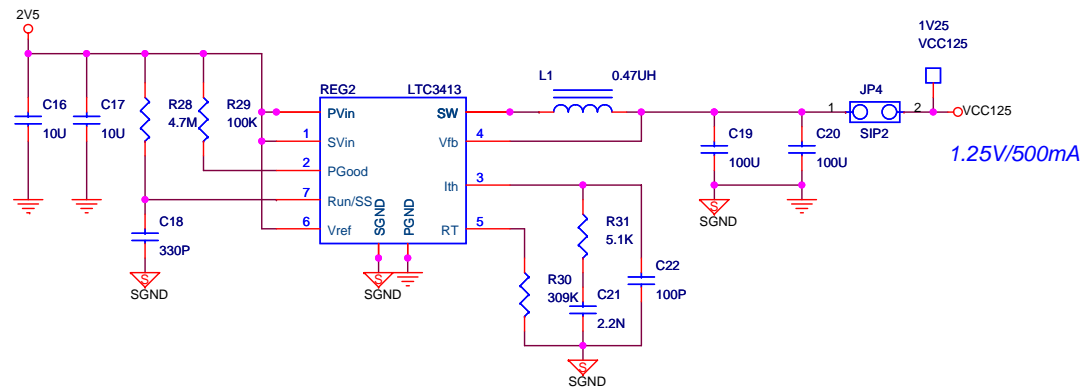 2V5
1V25
VCC125
L1
0.47UH
REG2
LTC3413
JP4
C16
10U
C17
10U
R28
4.7M
R29
100K
PVin
SW
1
SVin
Vfb
4
1
2
VCC125
SIP2
C19
100U
C20
100U
1.25V/500mA
2
PGood
Ith
3
7
Run/SS
SGND
PGND
RT
5
6
Vref
C18
330P
S
SGND
R31
5.1K
S
SGND
C22
100P
R30
309K
C21
2.2N
S
SGND
S
SGND